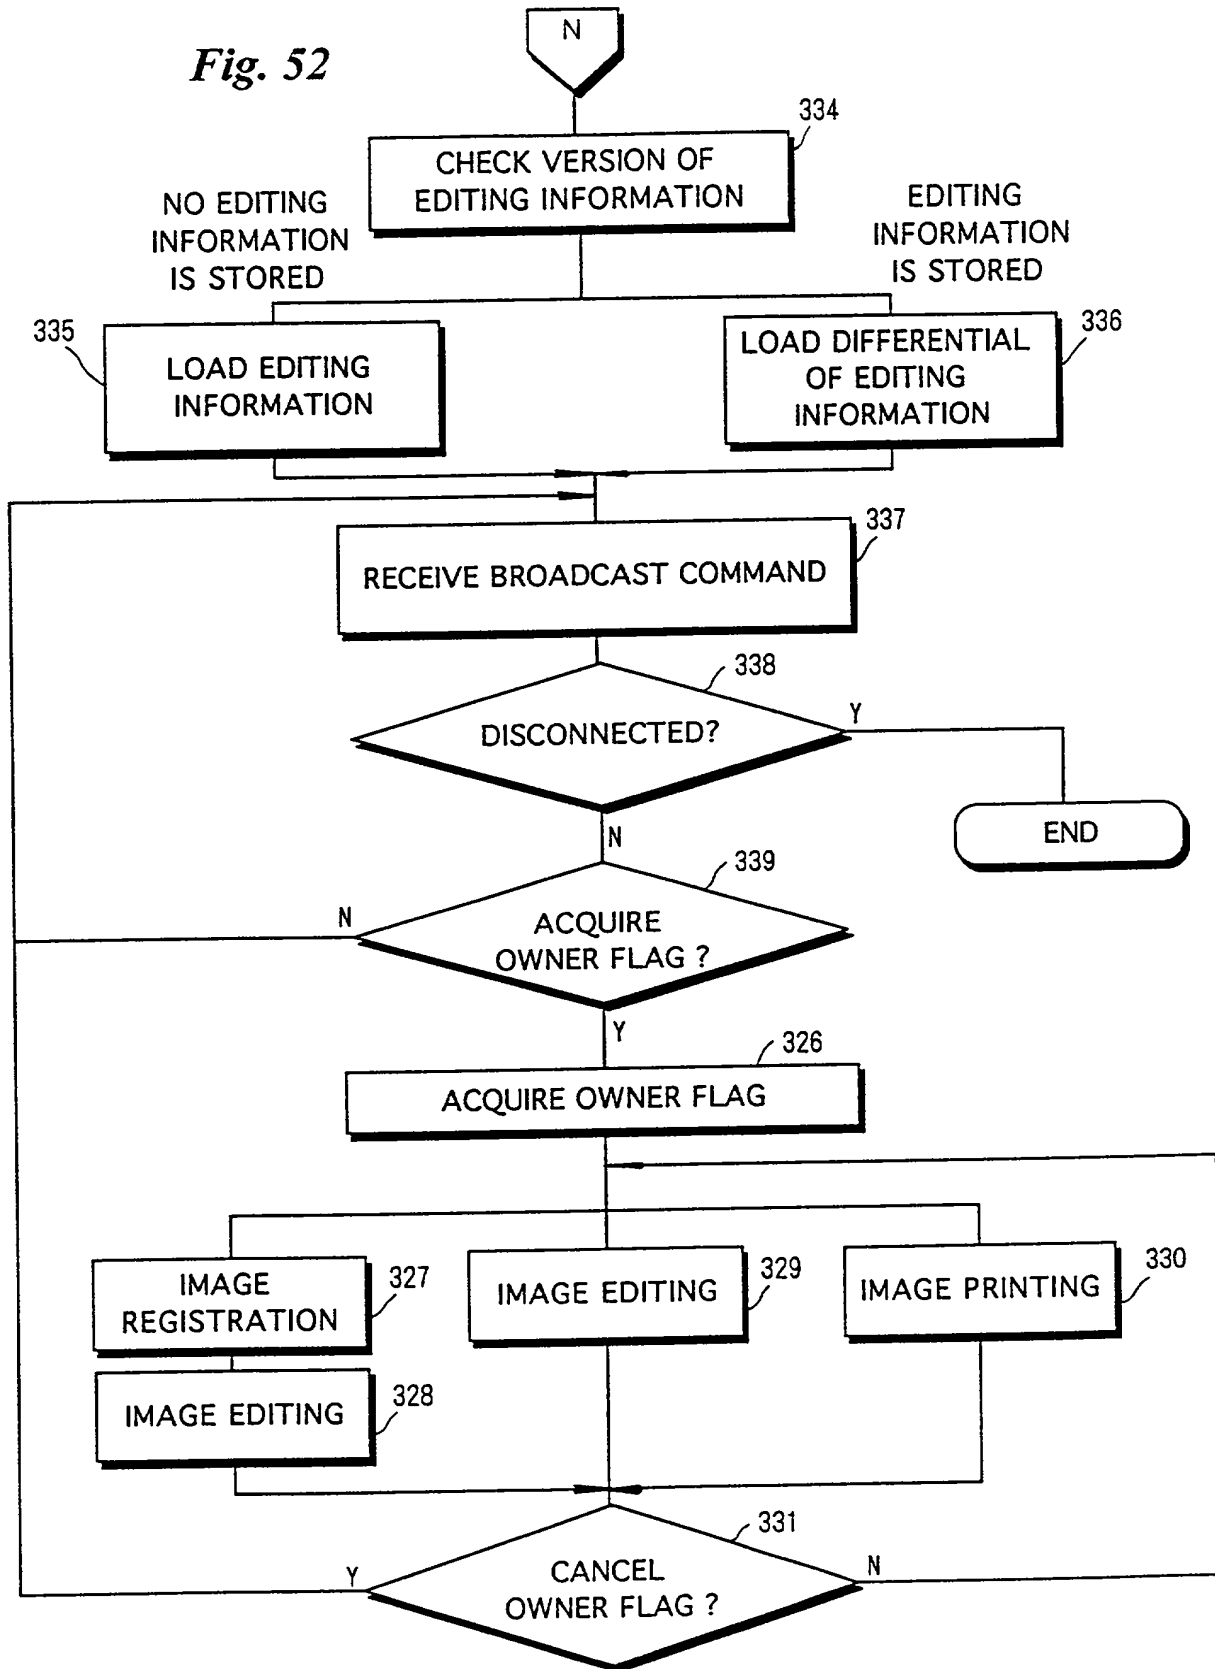 Fig. 52
N
334
CHECK VERSION OF
EDITING INFORMATION
NO EDITING
INFORMATION
IS STORED
EDITING
INFORMATION
IS STORED
335
LOAD EDITING
INFORMATION
LOAD DIFFERENTIAL
OF EDITING
INFORMATION
336
337
RECEIVE BROADCAST COMMAND
338
DISCONNECTED?
Y
END
N
339
N
ACQUIRE
OWNER FLAG ?
Y
326
ACQUIRE OWNER FLAG
IMAGE
REGISTRATION
327
IMAGE EDITING
329
IMAGE PRINTING
330
IMAGE EDITING
328
331
Y
CANCEL
OWNER FLAG ?
N